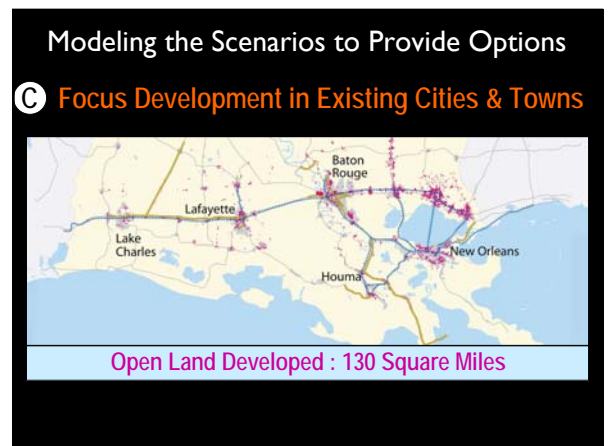 Modeling the Scenarios to Provide Options
C Focus Development in Existing Cities & Towns
Baton
Rouge
Lafayette
Lake
Charles
New Orleans
Houma
Open Land Developed : 130 Square Miles